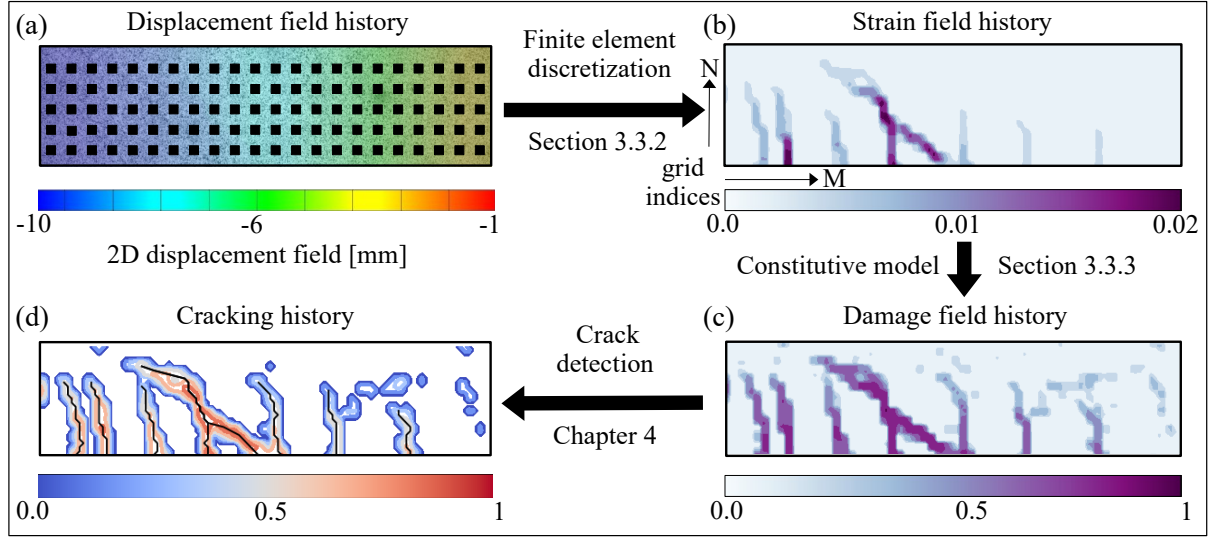 (a)
Displacement field history
-10
-6
-1
2D displacement field [mm]
Finite element
discretization
Section 3.3.2
(b)
Strain field history
N
grid
indices
M
0.0
0.01
0.02
Constitutive model
Section 3.3.3
(c)
Damage field history
0.0
0.5
1
Crack
detection
Chapter 4
(d)
Cracking history
0.0
0.5
1